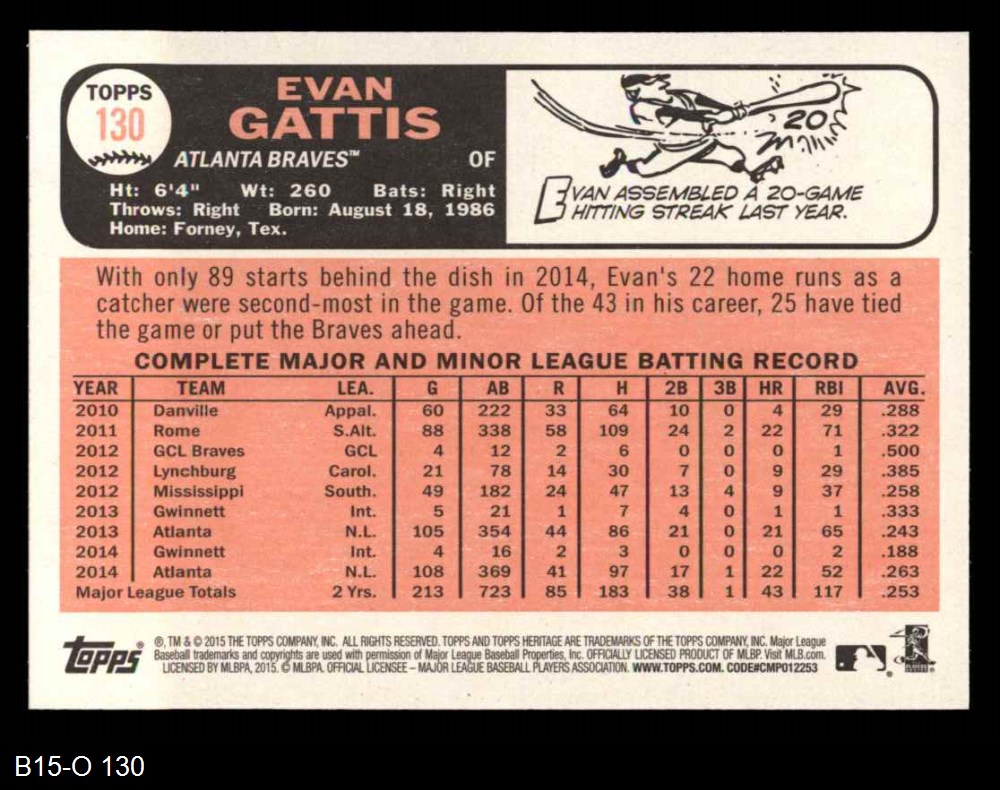 TOPPS
130
EVAN
GATTIS
ATLANTA BRAVES™ OF
Ht: 6'4" Wt: 260 Bats: Right
Throws: Right Born: August 18, 1986
Home: Forney, Tex.
20
EVAN ASSEMBLED A 20-GAME
HITTING STREAK LAST YEAR.
With only 89 starts behind the dish in 2014, Evan's 22 home runs as a
catcher were second-most in the game. Of the 43 in his career, 25 have tied
the game or put the Braves ahead.
COMPLETE MAJOR AND MINOR LEAGUE BATTING RECORD
YEAR TEAM LEA. G AB R H 2B 3B HR RBI AVG.
2010 Danville Appal. 60 222 33 64 10 0 4 29 .288
2011 Rome S.Alt. 88 338 58 109 24 2 22 71 .322
2012 GCL Braves GCL 4 12 2 6 0 0 0 1 .500
2012 Lynchburg Carol. 21 78 14 30 7 0 9 29 .385
2012 Mississippi South. 49 182 24 47 13 4 9 37 .258
2013 Gwinnett Int. 5 21 1 7 4 0 1 1 .333
2013 Atlanta N.L. 105 354 44 86 21 0 21 65 .243
2014 Gwinnett Int. 4 16 2 3 0 0 0 2 .188
2014 Atlanta N.L. 108 369 41 97 17 1 22 52 .263
Major League Totals 2 Yrs. 213 723 85 183 38 1 43 117 .253
Topps®
®, TM & © 2015 THE TOPPS COMPANY, INC. ALL RIGHTS RESERVED. TOPPS AND TOPPS HERITAGE ARE TRADEMARKS OF THE TOPPS COMPANY, INC. Major League
Baseball trademarks and copyrights are used with permission of Major League Baseball Properties, Inc. OFFICIALLY LICENSED PRODUCT OF MLBP. Visit MLB.com.
LICENSED BY MLBPA, 2015. © MLBPA. OFFICIAL LICENSEE – MAJOR LEAGUE BASEBALL PLAYERS ASSOCIATION. WWW.TOPPS.COM. CODE#CMP012253
B15-O 130